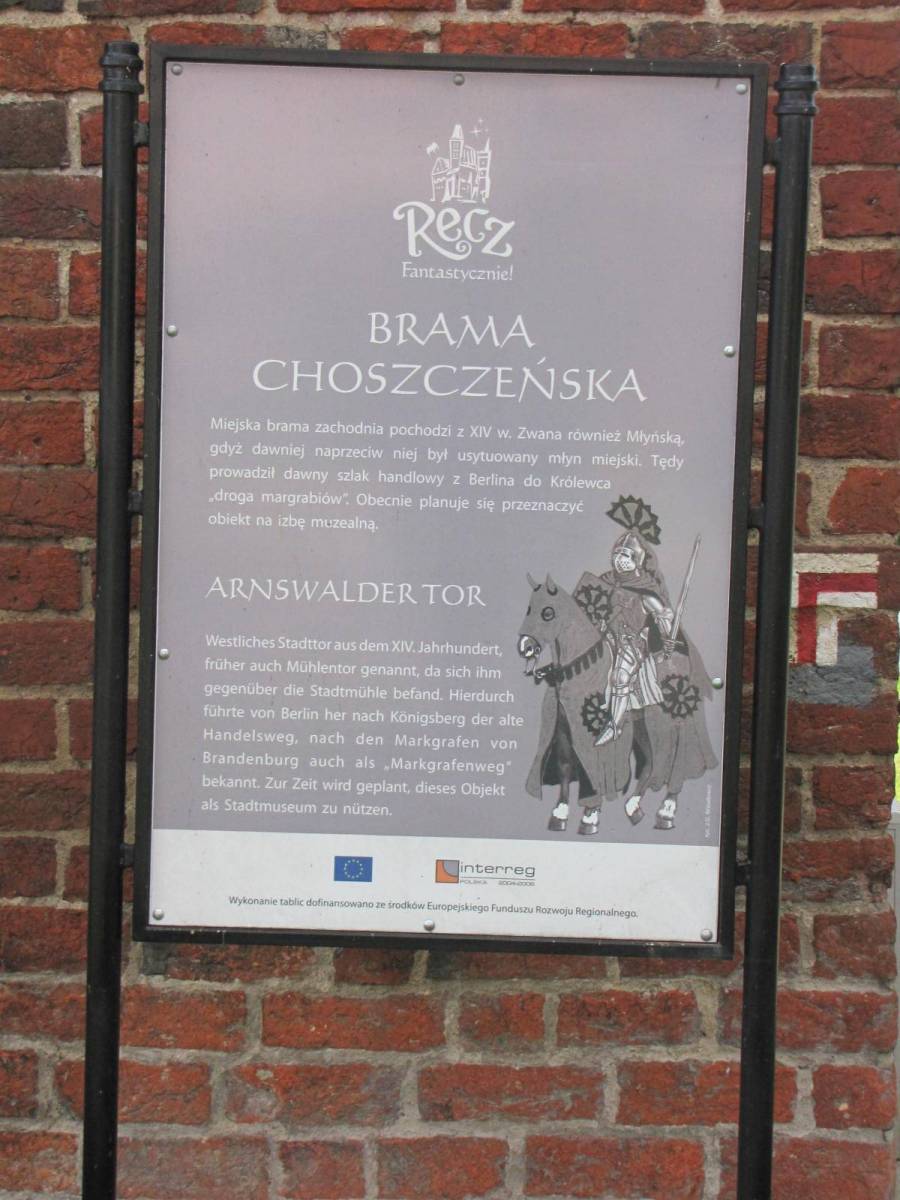 Recz
Fantastycznie!
BRAMA
CHOSZCZEŃSKA
Miejska brama zachodnia pochodzi z XIV w. Zwana również Młyńską,
gdyż dawniej naprzeciw niej był usytuowany młyn miejski. Tędy
prowadził dawny szlak handlowy z Berlina do Królewca
„droga margrabiów”. Obecnie planuje się przeznaczyć
obiekt na izbę muzealną.
ARNSWALDER TOR
Westliches Stadttor aus dem XIV. Jahrhundert,
früher auch Mühlentor genannt, da sich ihm
gegenüber die Stadtmühle befand. Hierdurch
führte von Berlin her nach Königsberg der alte
Handelsweg, nach den Markgrafen von
Brandenburg auch als „Markgrafenweg“
bekannt. Zur Zeit wird geplant, dieses Objekt
als Stadtmuseum zu nützen.
interreg
POLSKA 2004-2006
Wykonanie tablic dofinansowano ze środków Europejskiego Funduszu Rozwoju Regionalnego.